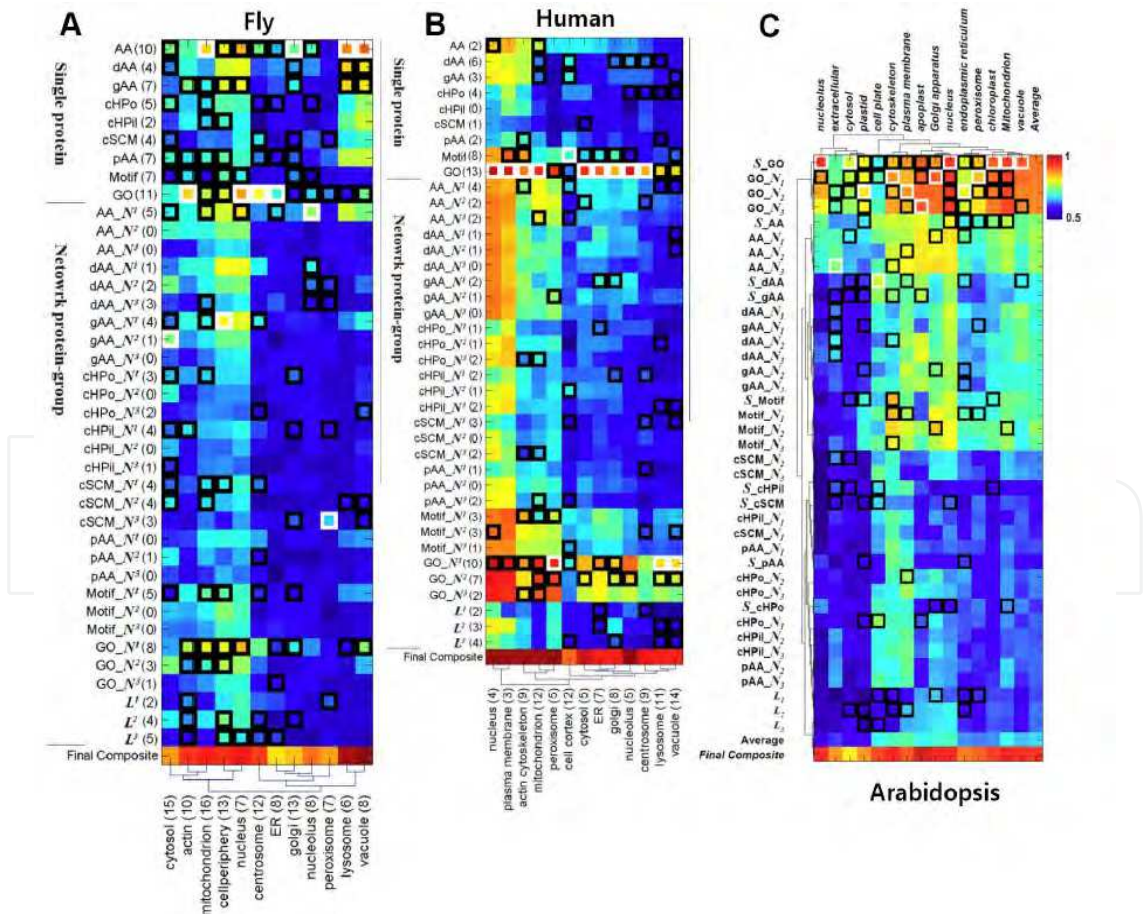 A
Fly
Single protein
Netowrk protein-group
AA (10)
dAA (4)
gAA (7)
cHPo (5)
cHPil (2)
cSCM (4)
pAA (7)
Motif (7)
GO (11)
AA_N¹ (5)
AA_N² (0)
AA_N³ (0)
dAA_N¹ (1)
dAA_N² (2)
dAA_N³ (3)
gAA_N¹ (4)
gAA_N² (1)
gAA_N³ (0)
cHPo_N¹ (3)
cHPo_N² (0)
cHPo_N³ (2)
cHPil_N¹ (4)
cHPil_N² (0)
cHPil_N³ (1)
cSCM_N¹ (4)
cSCM_N² (4)
cSCM_N³ (3)
pAA_N¹ (0)
pAA_N² (1)
pAA_N³ (0)
Motif_N¹ (5)
Motif_N² (0)
Motif_N³ (0)
GO_N¹ (8)
GO_N² (3)
GO_N³ (1)
L¹ (2)
L² (4)
L³ (5)
Final Composite
cytosol (15)
actin (10)
mitochondrion (16)
cellperiphery (13)
nucleus (7)
centrosome (12)
ER (8)
golgi (13)
nucleolus (8)
peroxisome (7)
lysosome (6)
vacuole (8)
B
Human
Single protein
Netowrk protein-group
AA (2)
dAA (6)
gAA (3)
cHPo (4)
cHPil (0)
cSCM (1)
pAA (2)
Motif (8)
GO (13)
AA_N¹ (4)
AA_N² (2)
AA_N³ (2)
dAA_N¹ (1)
dAA_N² (1)
dAA_N³ (0)
gAA_N¹ (2)
gAA_N² (1)
gAA_N³ (0)
cHPo_N¹ (1)
cHPo_N² (1)
cHPo_N³ (2)
cHPil_N¹ (2)
cHPil_N² (1)
cHPil_N³ (2)
cSCM_N¹ (3)
cSCM_N² (0)
cSCM_N³ (2)
pAA_N¹ (1)
pAA_N² (0)
pAA_N³ (2)
Motif_N¹ (3)
Motif_N² (3)
Motif_N³ (1)
GO_N¹ (10)
GO_N² (7)
GO_N³ (2)
L¹ (2)
L² (3)
(4)
Final Composite
nucleus (4)
plasma membrane (3)
actin cytoskeleton (9)
mitochondrion (12)
peroxisome (5)
cell cortex (12)
cytosol (5)
ER (7)
golgi (8)
nucleolus (5)
centrosome (9)
lysosome (11)
vacuole (14)
C
nucleolus
extracellular
cytosol
plastid
cell plate
cytoskeleton
plasma membrane
apoplast
Golgi apparatus
nucleus
endoplasmic reticulum
peroxisome
chloroplast
Mitochondrion
vacuole
Average
1
0.5
S_GO
GO_N₁
GO_N₂
GO_N₃
S_AA
AA_N₁
AA_N₂
AA_N₃
S_dAA
S_gAA
dAA_N₁
gAA_N₁
dAA_N₂
dAA_N₃
gAA_N₂
gAA_N₃
S_Motif
Motif_N₁
Motif_N₂
Motif_N₃
cSCM_N₂
cSCM_N₃
S_cHPil
S_cSCM
cHPil_N₁
cSCM_N₁
pAA_N₁
S_pAA
cHPo_N₂
cHPo_N₃
S_cHPo
cHPo_N₁
cHPil_N₂
cHPil_N₃
pAA_N₂
pAA_N₃
L₁
L₂
L₃
Average
Final Composite
Arabidopsis